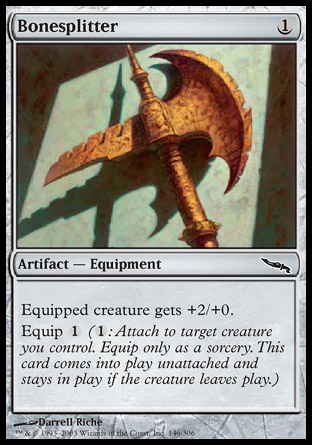 Bonesplitter 1
Artifact — Equipment
Equipped creature gets +2/+0.
Equip 1 (1: Attach to target creature
you control. Equip only as a sorcery. This
card comes into play unattached and
stays in play if the creature leaves play.)
Darrell Riche
™ & © 1993–2003 Wizards of the Coast, Inc. 146/306